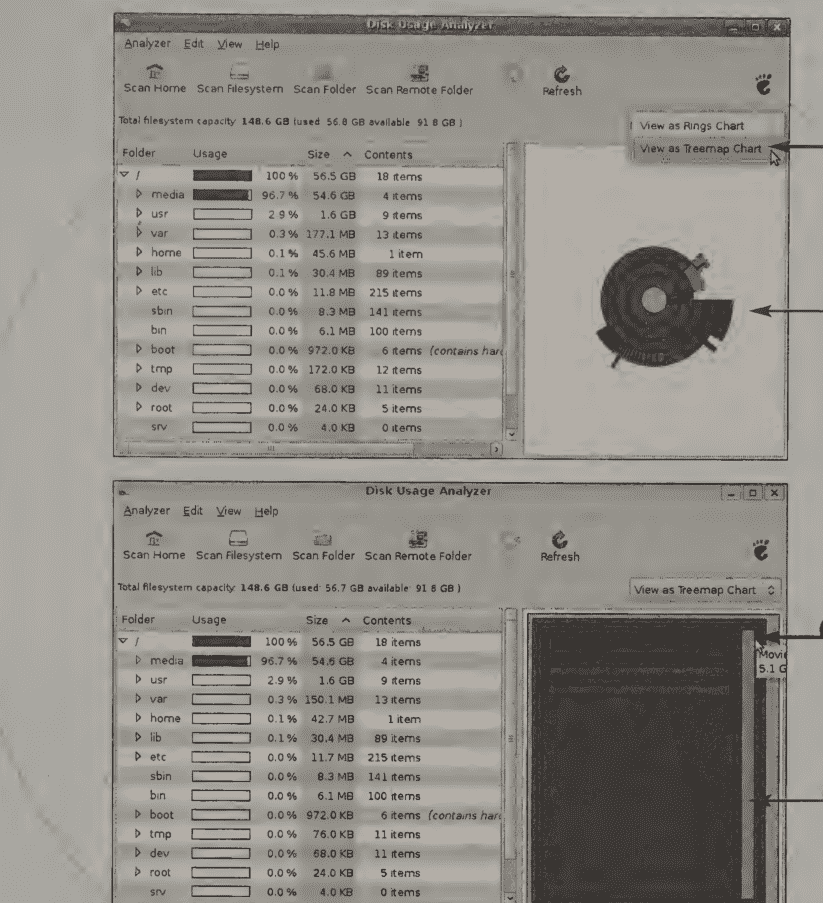 Disk Usage Analyzer
Analyzer Edit View Help
Scan Home Scan Filesystem Scan Folder Scan Remote Folder Refresh
Total filesystem capacity: 148.6 GB (used: 56.8 GB available: 91.8 GB )
View as Rings Chart
View as Treemap Chart
Folder Usage Size Contents
/ 100 % 56.5 GB 18 items
media 96.7 % 54.6 GB 4 items
usr 2.9 % 1.6 GB 9 items
var 0.3 % 177.1 MB 13 items
home 0.1 % 45.6 MB 1 item
lib 0.1 % 30.4 MB 89 items
etc 0.0 % 11.8 MB 215 items
sbin 0.0 % 8.3 MB 141 items
bin 0.0 % 6.1 MB 100 items
boot 0.0 % 972.0 KB 6 items (contains hard
tmp 0.0 % 172.0 KB 12 items
dev 0.0 % 68.0 KB 11 items
root 0.0 % 24.0 KB 5 items
srv 0.0 % 4.0 KB 0 items
Disk Usage Analyzer
Analyzer Edit View Help
Scan Home Scan Filesystem Scan Folder Scan Remote Folder Refresh
Total filesystem capacity: 148.6 GB (used: 56.7 GB available: 91.8 GB )
View as Treemap Chart
Folder Usage Size Contents
/ 100 % 56.5 GB 18 items
media 96.7 % 54.6 GB 4 items
Movie
usr 2.9 % 1.6 GB 9 items
5.1 G
var 0.3 % 150.1 MB 13 items
home 0.1 % 42.7 MB 1 item
lib 0.1 % 30.4 MB 89 items
etc 0.0 % 11.7 MB 215 items
sbin 0.0 % 8.3 MB 141 items
bin 0.0 % 6.1 MB 100 items
boot 0.0 % 972.0 KB 6 items (contains hard
tmp 0.0 % 76.0 KB 11 items
dev 0.0 % 68.0 KB 11 items
root 0.0 % 24.0 KB 5 items
srv 0.0 % 4.0 KB 0 items